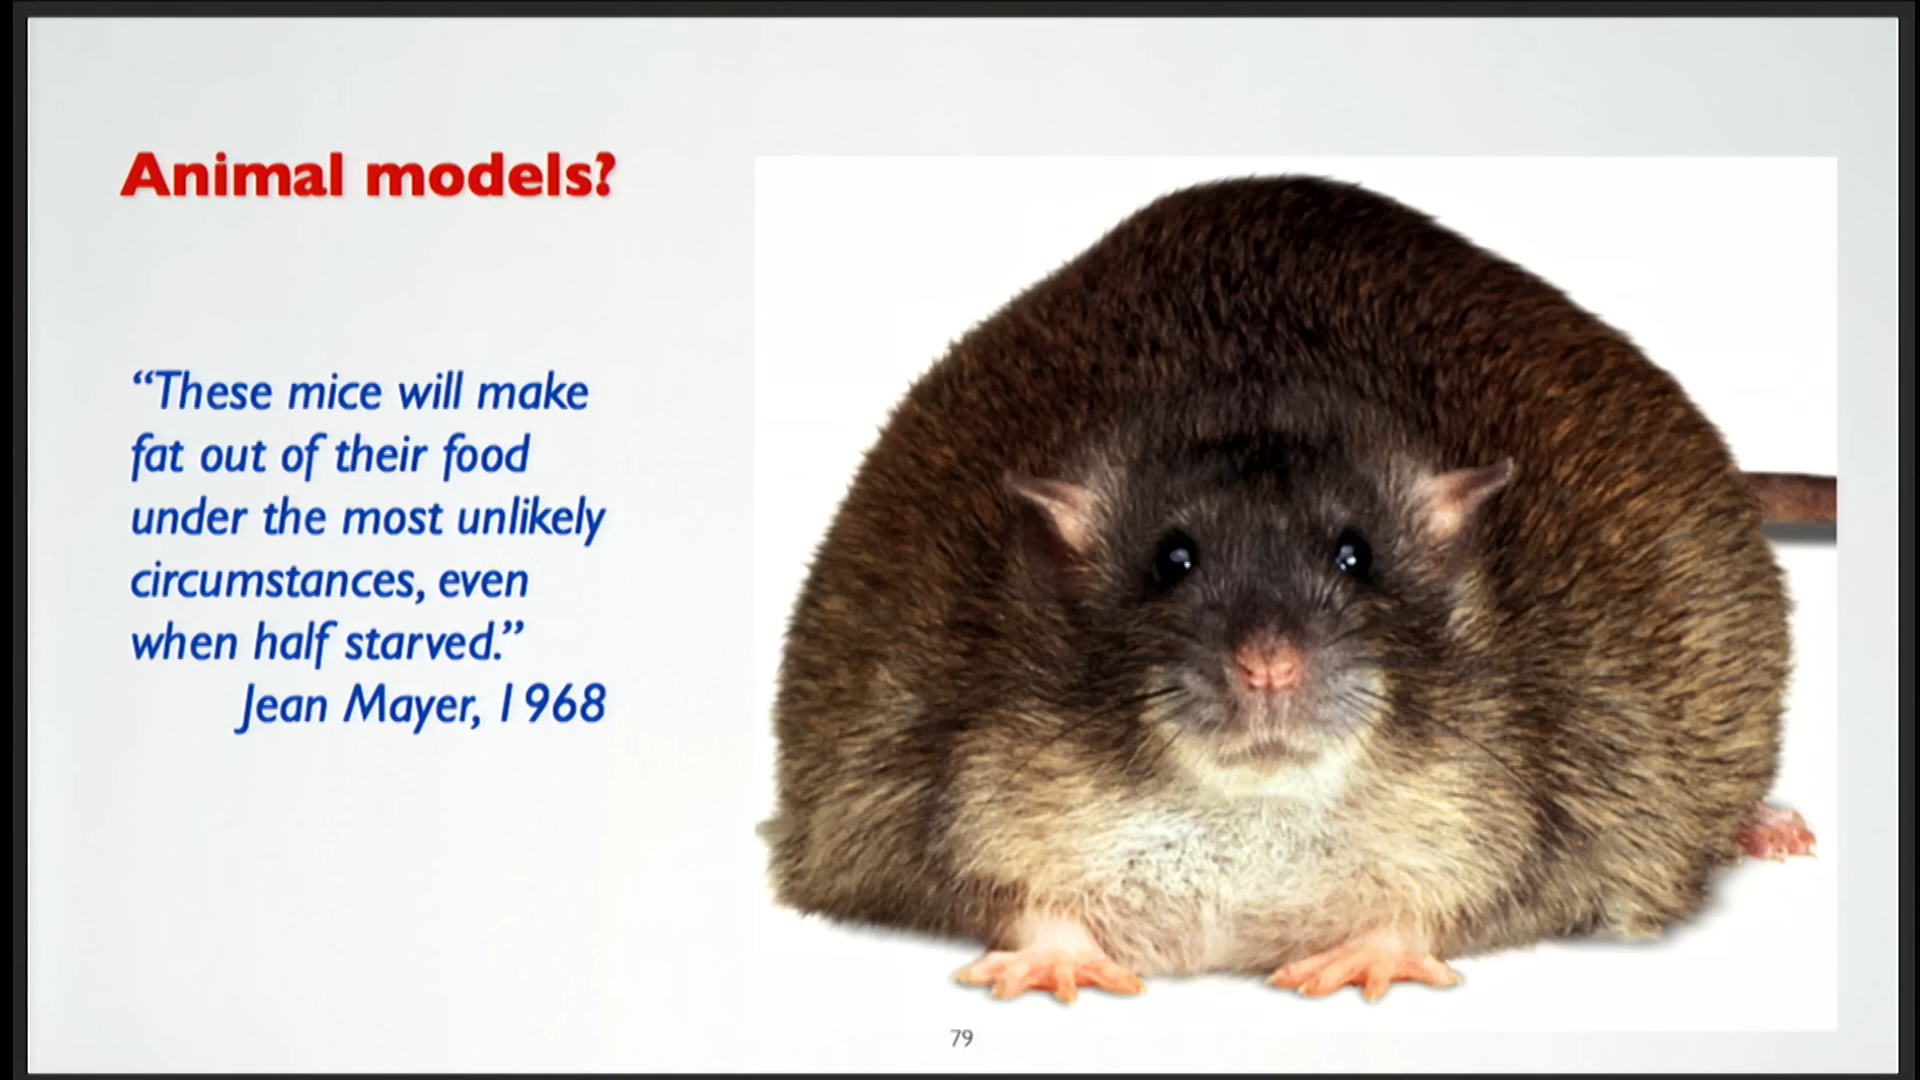 Animal models?
“These mice will make
fat out of their food
under the most unlikely
circumstances, even
when half starved.”
Jean Mayer, 1968
79